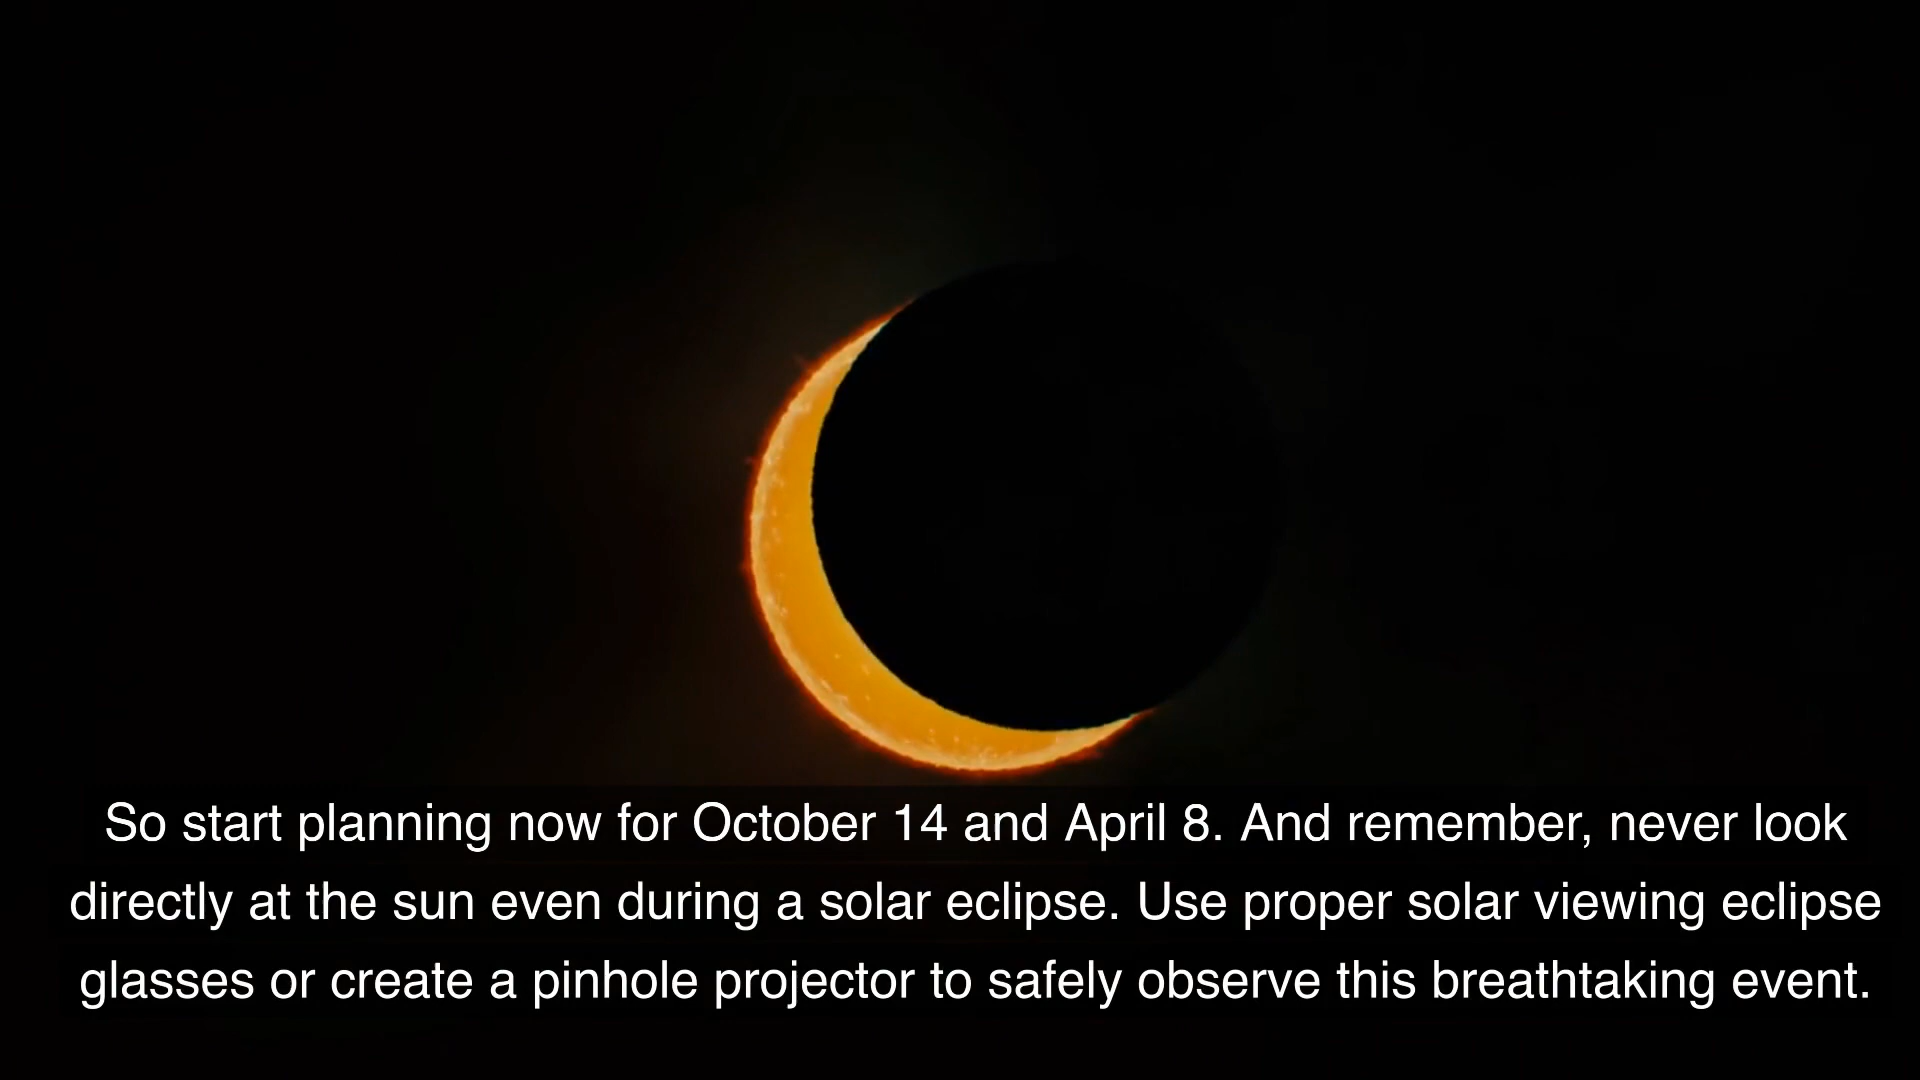 So start planning now for October 14 and April 8. And remember, never look
directly at the sun even during a solar eclipse. Use proper solar viewing eclipse
glasses or create a pinhole projector to safely observe this breathtaking event.